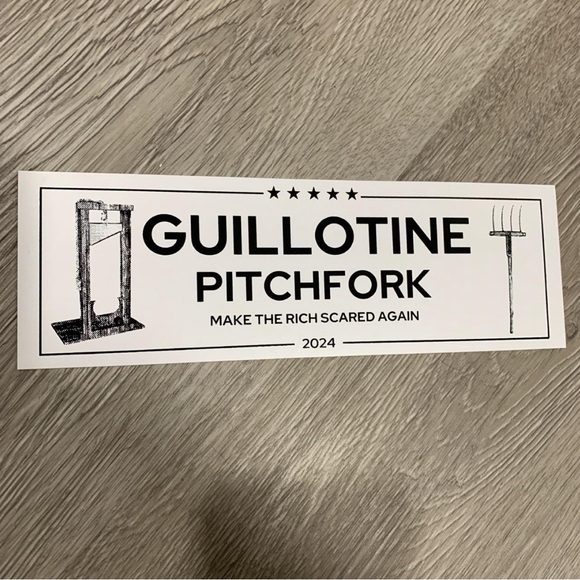 GUILLOTINE
PITCHFORK
MAKE THE RICH SCARED AGAIN
2024